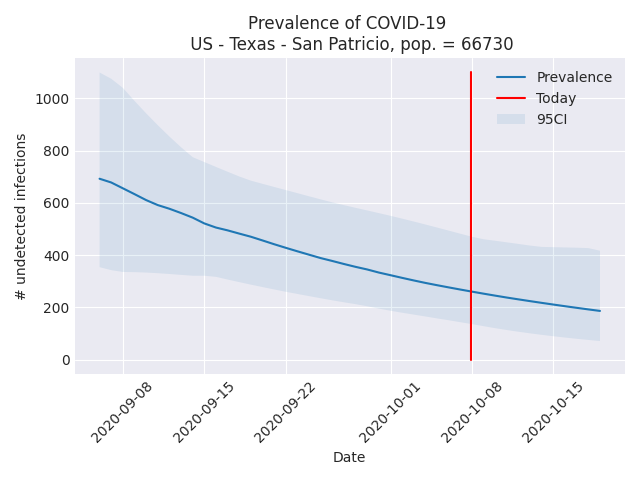 Prevalence of COVID-19
US - Texas - San Patricio, pop. = 66730
Prevalence
Today
95CI
# undetected infections
1000
800
600
400
200
0
2020-09-08
2020-09-15
2020-09-22
2020-10-01
2020-10-08
2020-10-15
Date